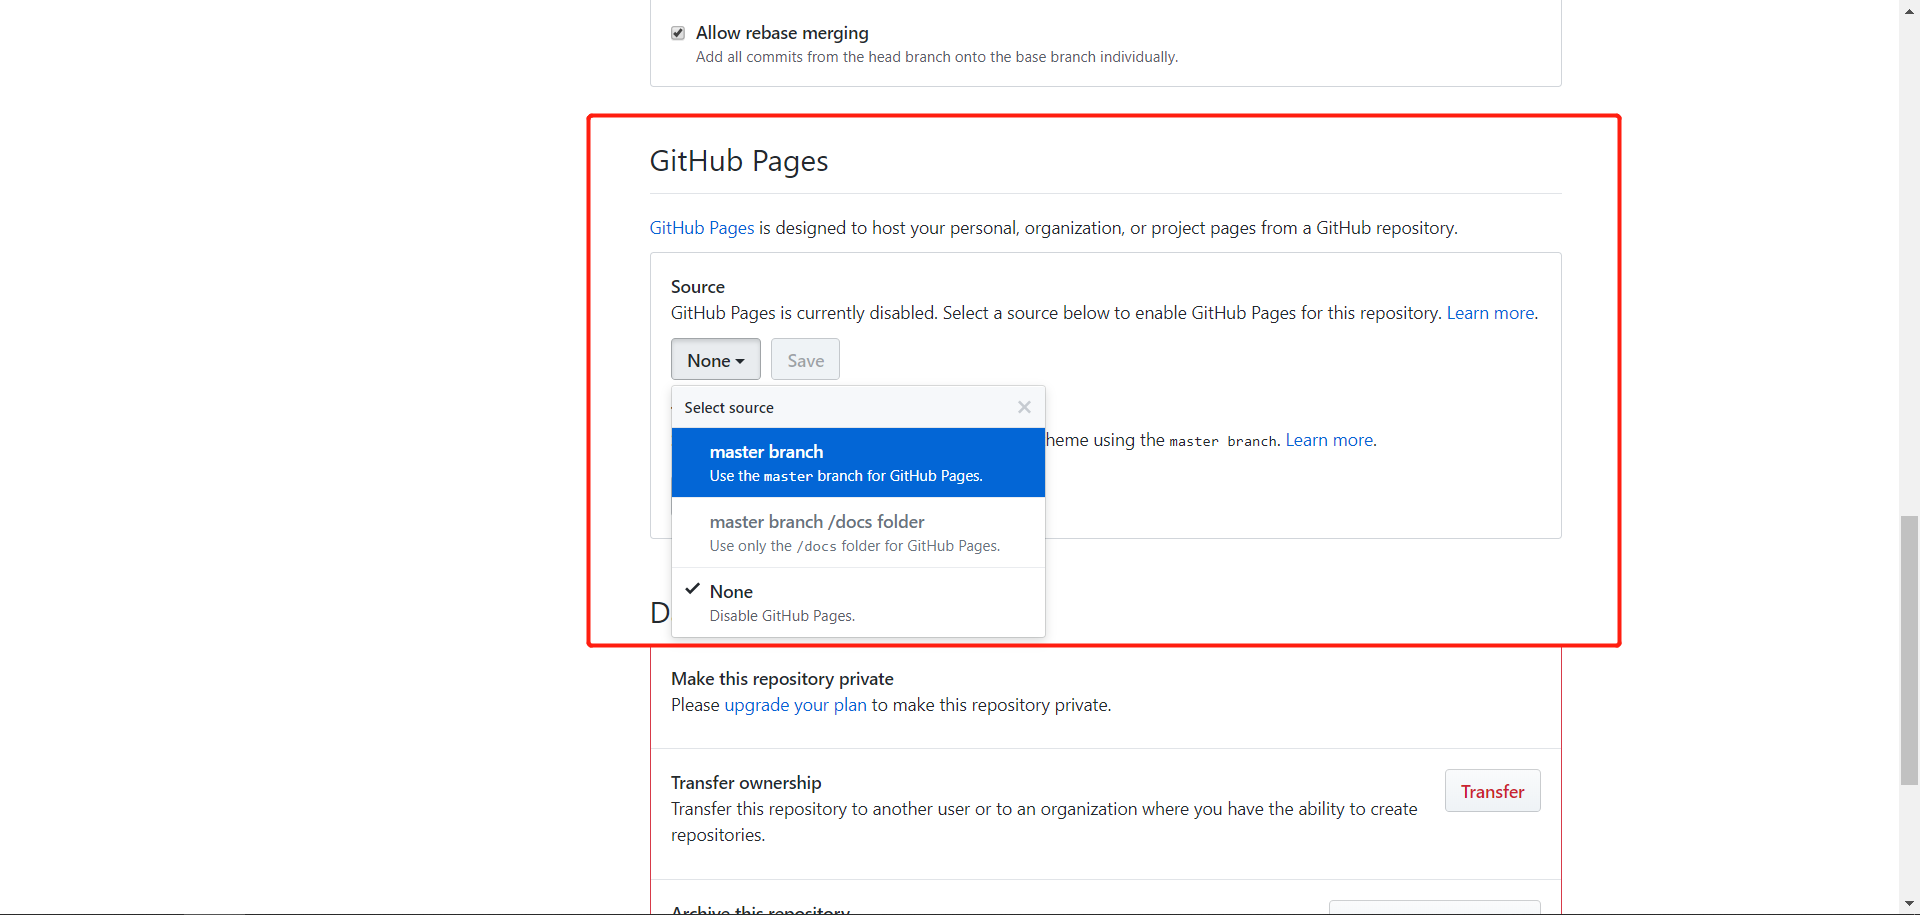 Allow rebase merging
Add all commits from the head branch onto the base branch individually.
GitHub Pages
GitHub Pages is designed to host your personal, organization, or project pages from a GitHub repository.
Source
GitHub Pages is currently disabled. Select a source below to enable GitHub Pages for this repository. Learn more.
None
Save
Select source
master branch
Use the master branch for GitHub Pages.
heme using the master branch. Learn more.
master branch /docs folder
Use only the /docs folder for GitHub Pages.
None
Disable GitHub Pages.
D
Make this repository private
Please upgrade your plan to make this repository private.
Transfer ownership
Transfer this repository to another user or to an organization where you have the ability to create
repositories.
Transfer
Archive this repository